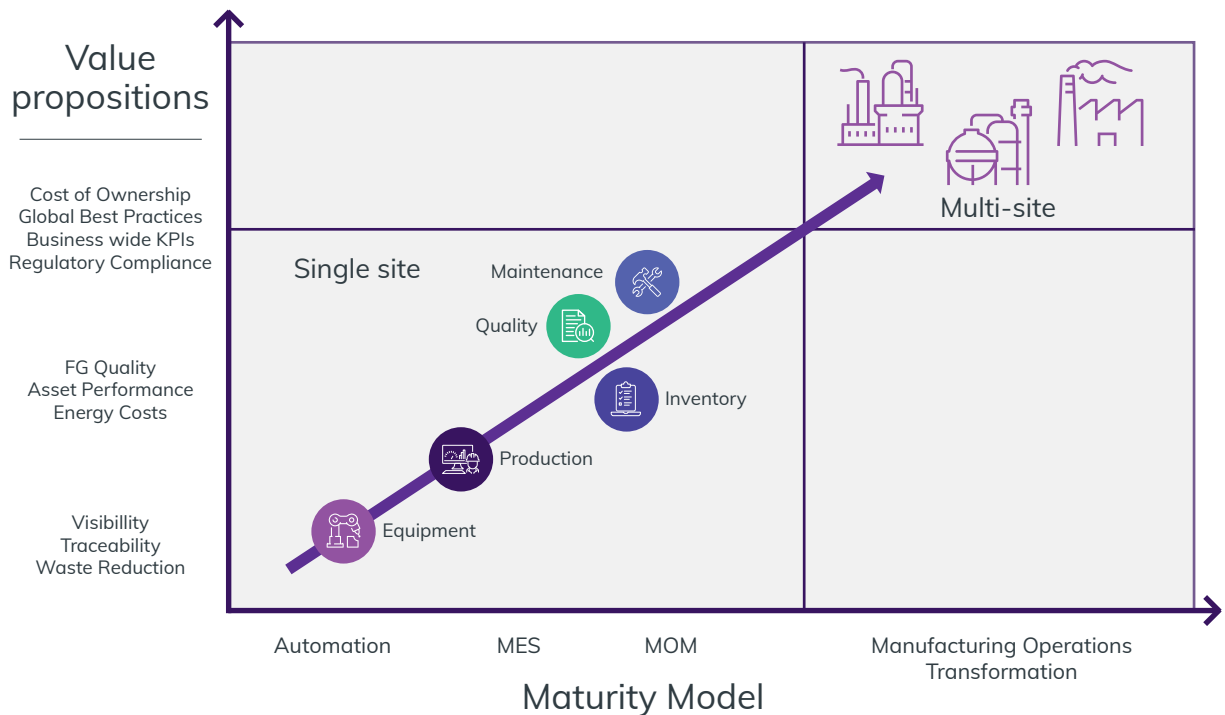 Value
propositions
Cost of Ownership
Global Best Practices
Business wide KPIs
Regulatory Compliance
FG Quality
Asset Performance
Energy Costs
Visibillity
Traceability
Waste Reduction
Multi-site
Single site
Maintenance
Quality
Inventory
Production
Equipment
Automation
MES
MOM
Manufacturing Operations
Transformation
Maturity Model